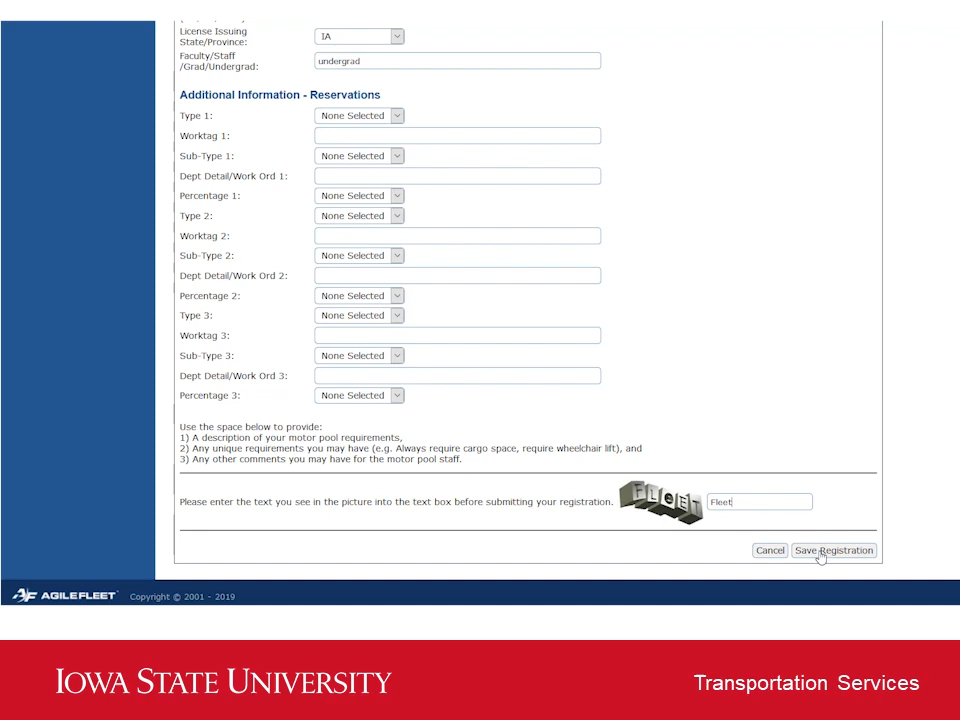 License Issuing
State/Province:
IA
Faculty/Staff
/Grad/Undergrad:
undergrad
Additional Information - Reservations
Type 1:
None Selected
Worktag 1:
Sub-Type 1:
None Selected
Dept Detail/Work Ord 1:
Percentage 1:
None Selected
Type 2:
None Selected
Worktag 2:
Sub-Type 2:
None Selected
Dept Detail/Work Ord 2:
Percentage 2:
None Selected
Type 3:
None Selected
Worktag 3:
Sub-Type 3:
None Selected
Dept Detail/Work Ord 3:
Percentage 3:
None Selected
Use the space below to provide:
1) A description of your motor pool requirements,
2) Any unique requirements you may have (e.g. Always require cargo space, require wheelchair lift), and
3) Any other comments you may have for the motor pool staff.
Please enter the text you see in the picture into the text box before submitting your registration.
FLEET
Fleet
Cancel
Save Registration
AGILEFLEET
Copyright © 2001 - 2019
IOWA STATE UNIVERSITY
Transportation Services